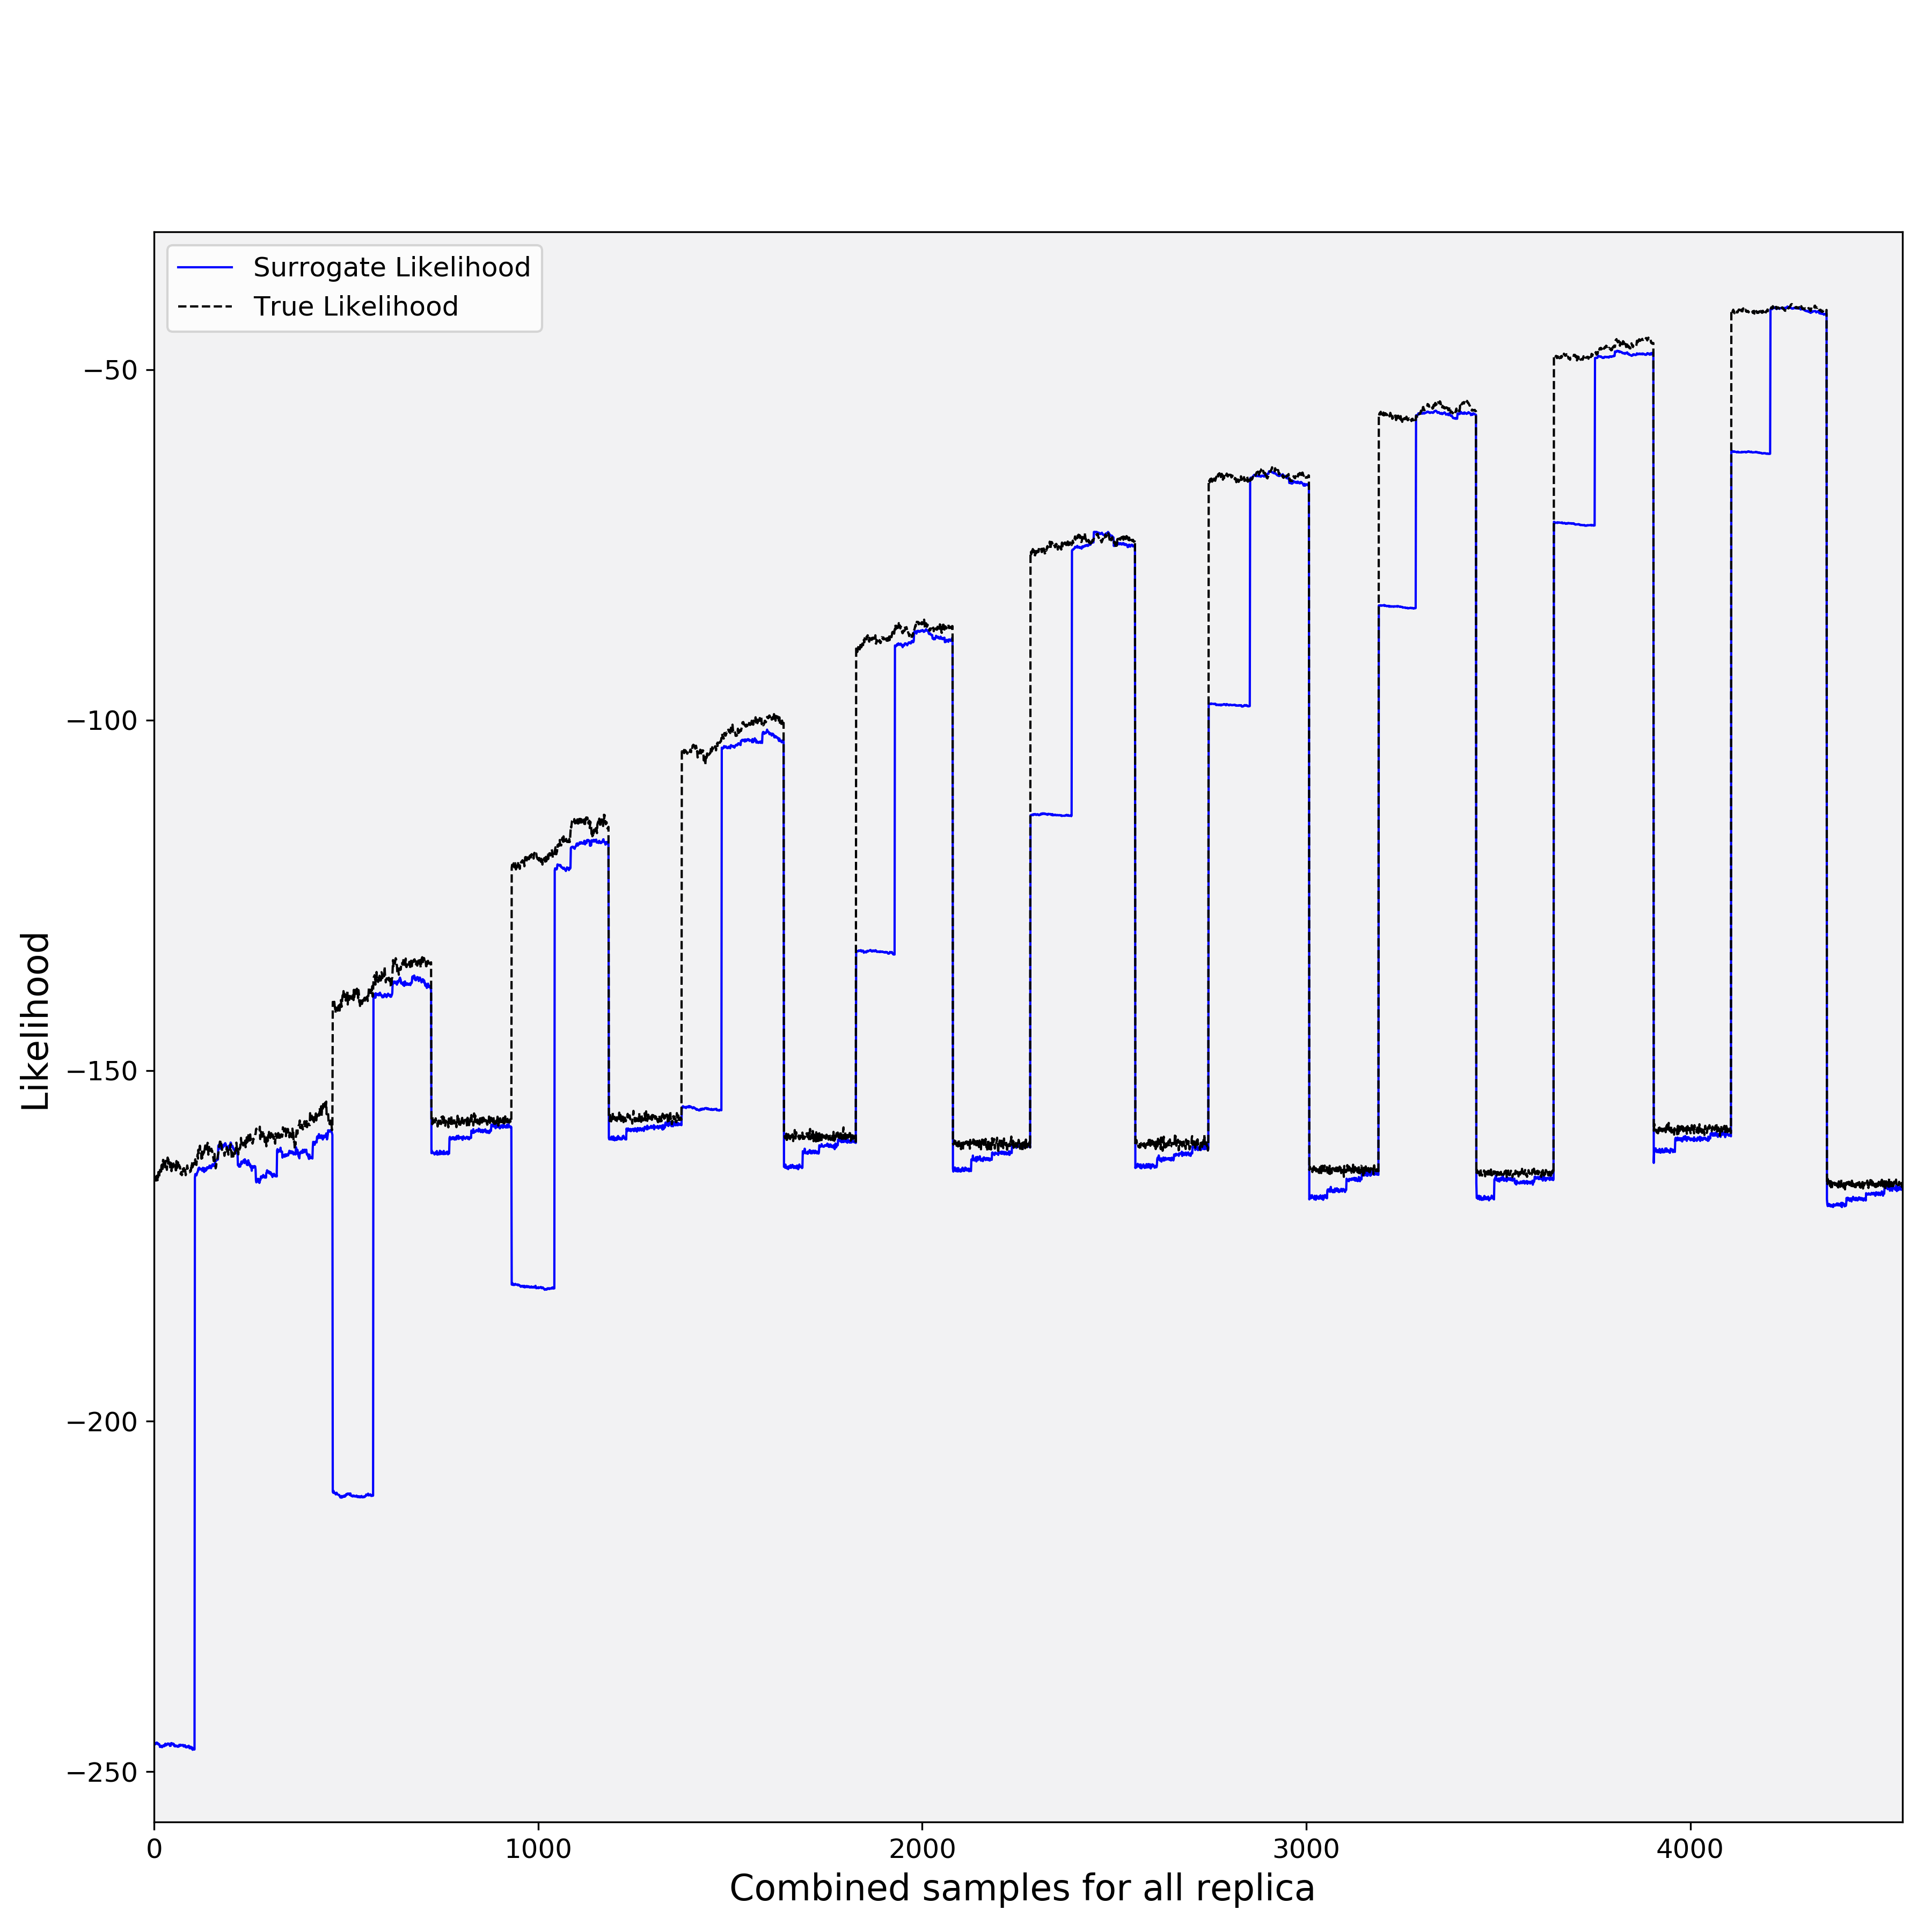 Surrogate Likelihood
True Likelihood
Likelihood
−50
−100
−150
−200
−250
0 1000 2000 3000 4000
Combined samples for all replica